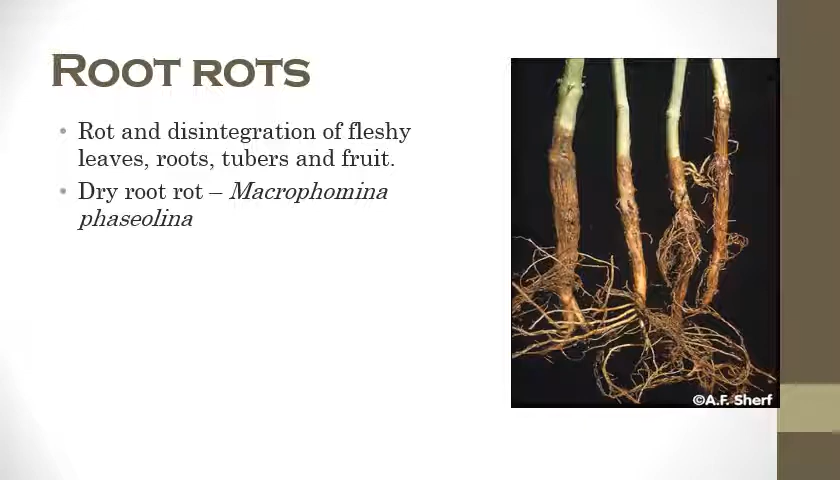 Root rots
• Rot and disintegration of fleshy
leaves, roots, tubers and fruit.
• Dry root rot – Macrophomina
phaseolina
©A.F. Sherf